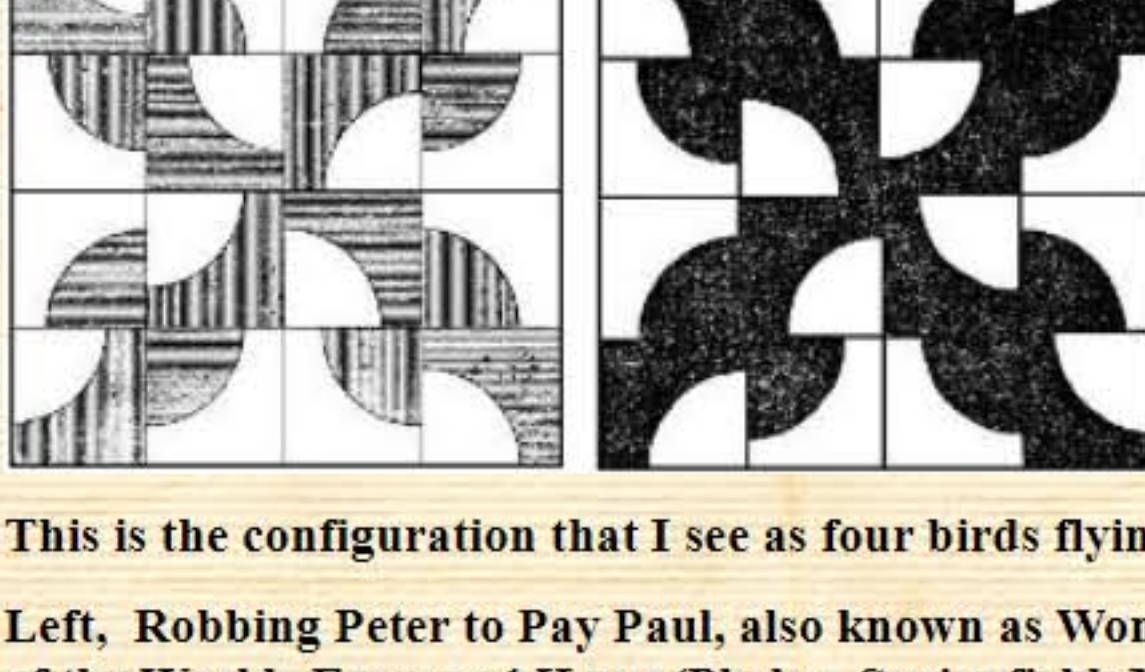 This is the configuration that I see as four birds flyin
Left, Robbing Peter to Pay Paul, also known as Wor